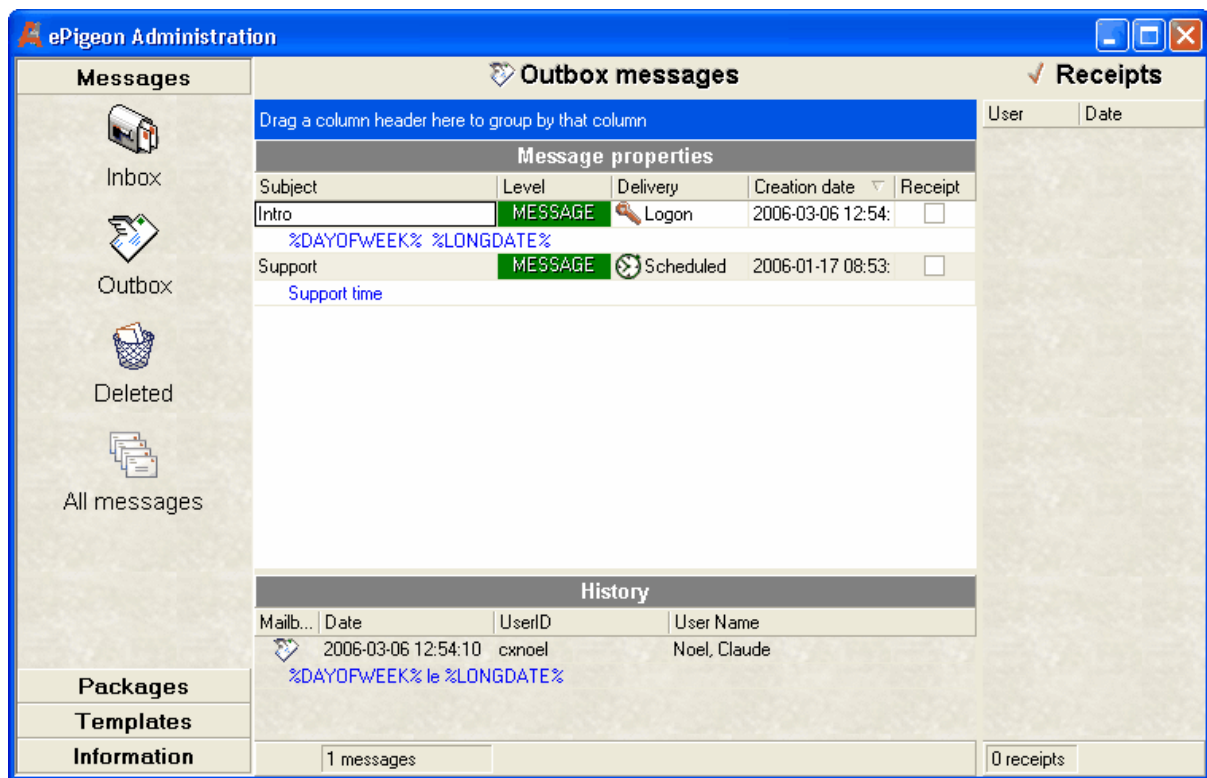 ePigeon Administration
Messages
Inbox
Outbox
Deleted
All messages
Packages
Templates
Information
Outbox messages
Drag a column header here to group by that column
Message properties
Subject Level Delivery Creation date Receipt
Intro MESSAGE Logon 2006-03-06 12:54:
%DAYOFWEEK% %LONGDATE%
Support MESSAGE Scheduled 2006-01-17 08:53:
Support time
History
Mailb... Date UserID User Name
2006-03-06 12:54:10 cxnoel Noel, Claude
%DAYOFWEEK% le %LONGDATE%
1 messages
Receipts
User Date
0 receipts